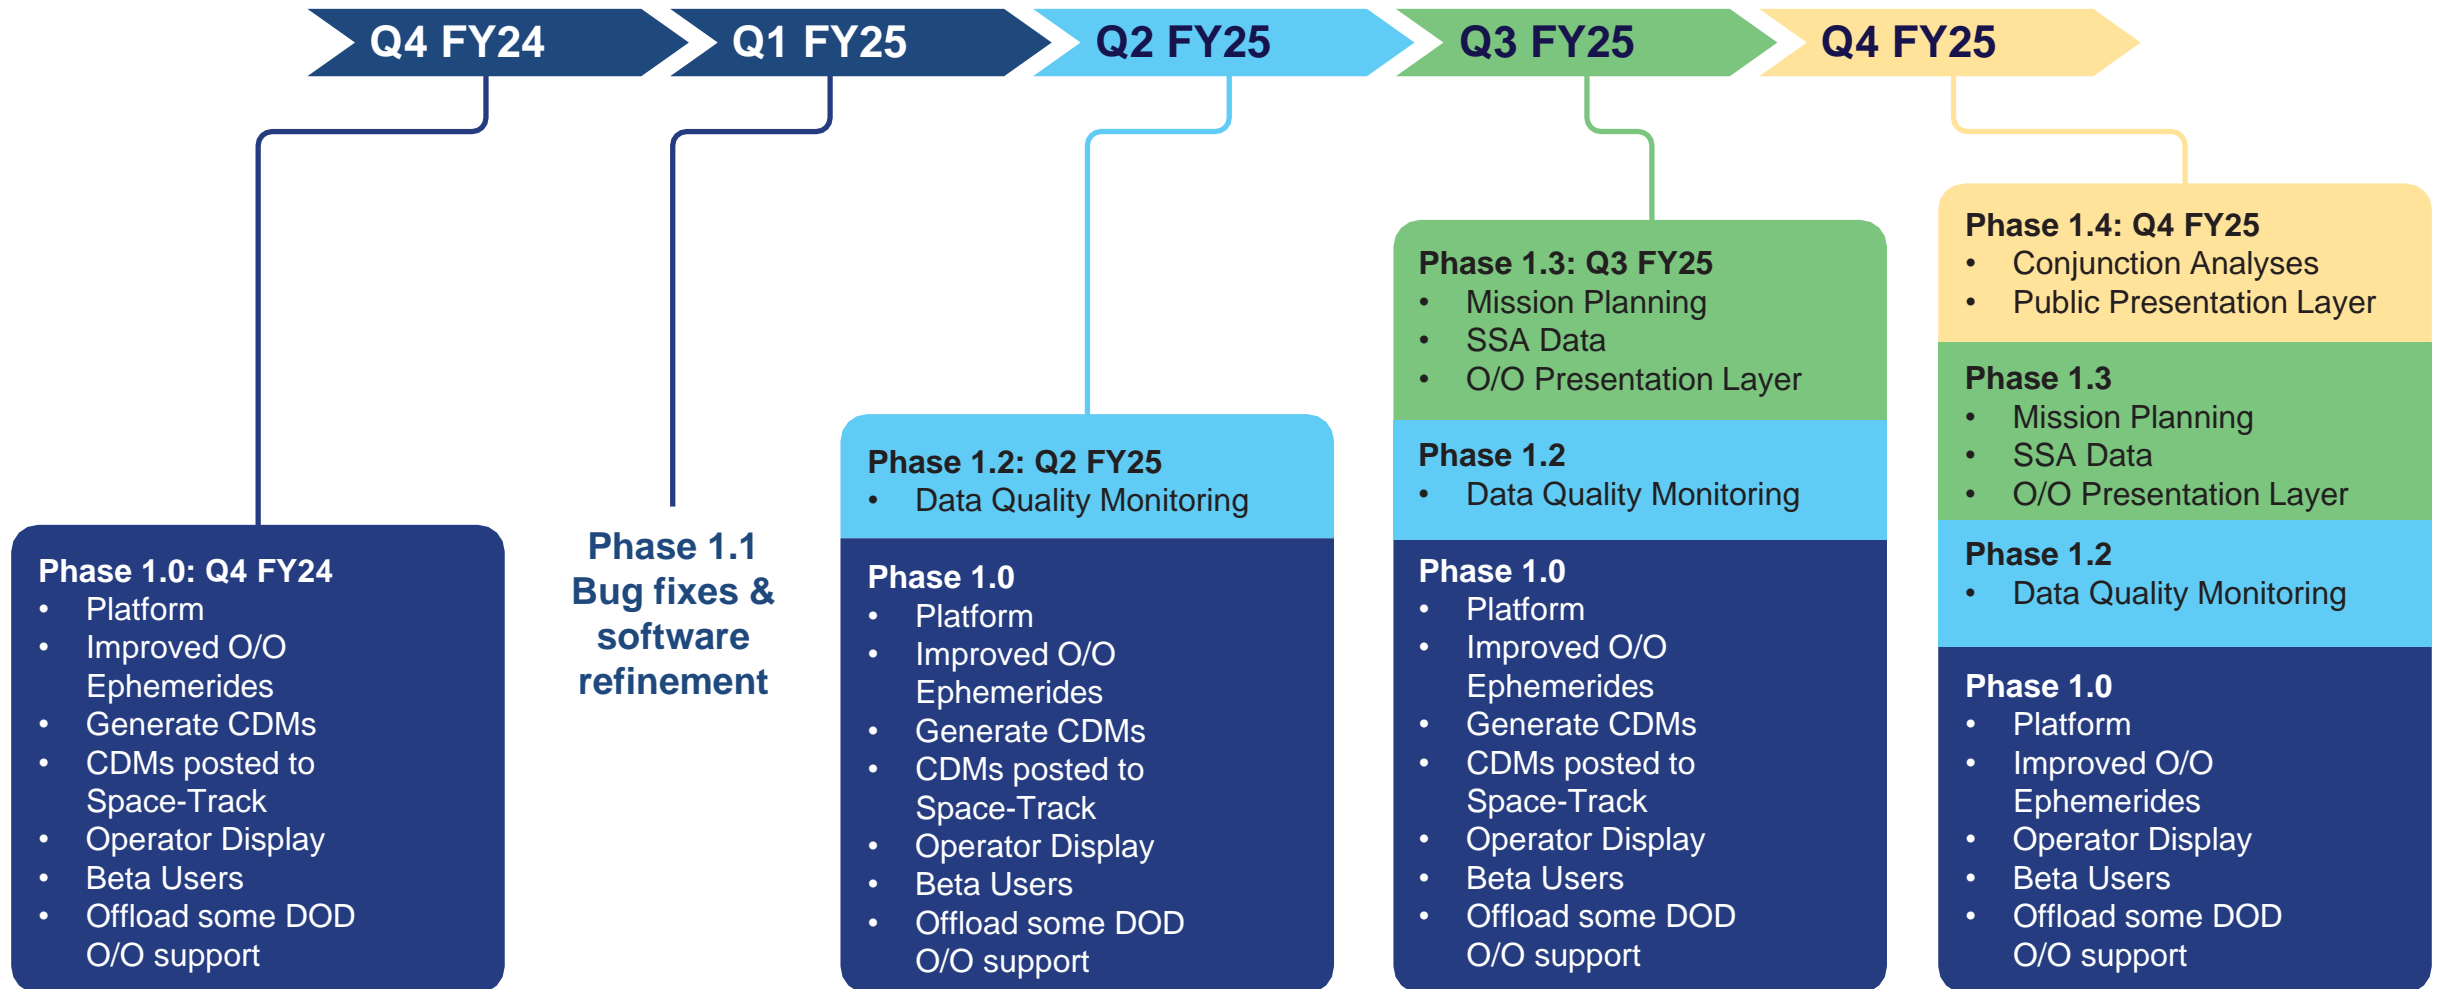 Q4 FY24
Q1 FY25
Q2 FY25
Q3 FY25
Q4 FY25
Phase 1.0: Q4 FY24
• Platform
• Improved O/O
Ephemerides
• Generate CDMs
• CDMs posted to
Space-Track
• Operator Display
• Beta Users
• Offload some DOD
O/O support
Phase 1.1
Bug fixes &
software
refinement
Phase 1.2: Q2 FY25
• Data Quality Monitoring
Phase 1.0
• Platform
• Improved O/O
Ephemerides
• Generate CDMs
• CDMs posted to
Space-Track
• Operator Display
• Beta Users
• Offload some DOD
O/O support
Phase 1.3: Q3 FY25
• Mission Planning
• SSA Data
• O/O Presentation Layer
Phase 1.2
• Data Quality Monitoring
Phase 1.0
• Platform
• Improved O/O
Ephemerides
• Generate CDMs
• CDMs posted to
Space-Track
• Operator Display
• Beta Users
• Offload some DOD
O/O support
Phase 1.4: Q4 FY25
• Conjunction Analyses
• Public Presentation Layer
Phase 1.3
• Mission Planning
• SSA Data
• O/O Presentation Layer
Phase 1.2
• Data Quality Monitoring
Phase 1.0
• Platform
• Improved O/O
Ephemerides
• Operator Display
• Beta Users
• Offload some DOD
O/O support